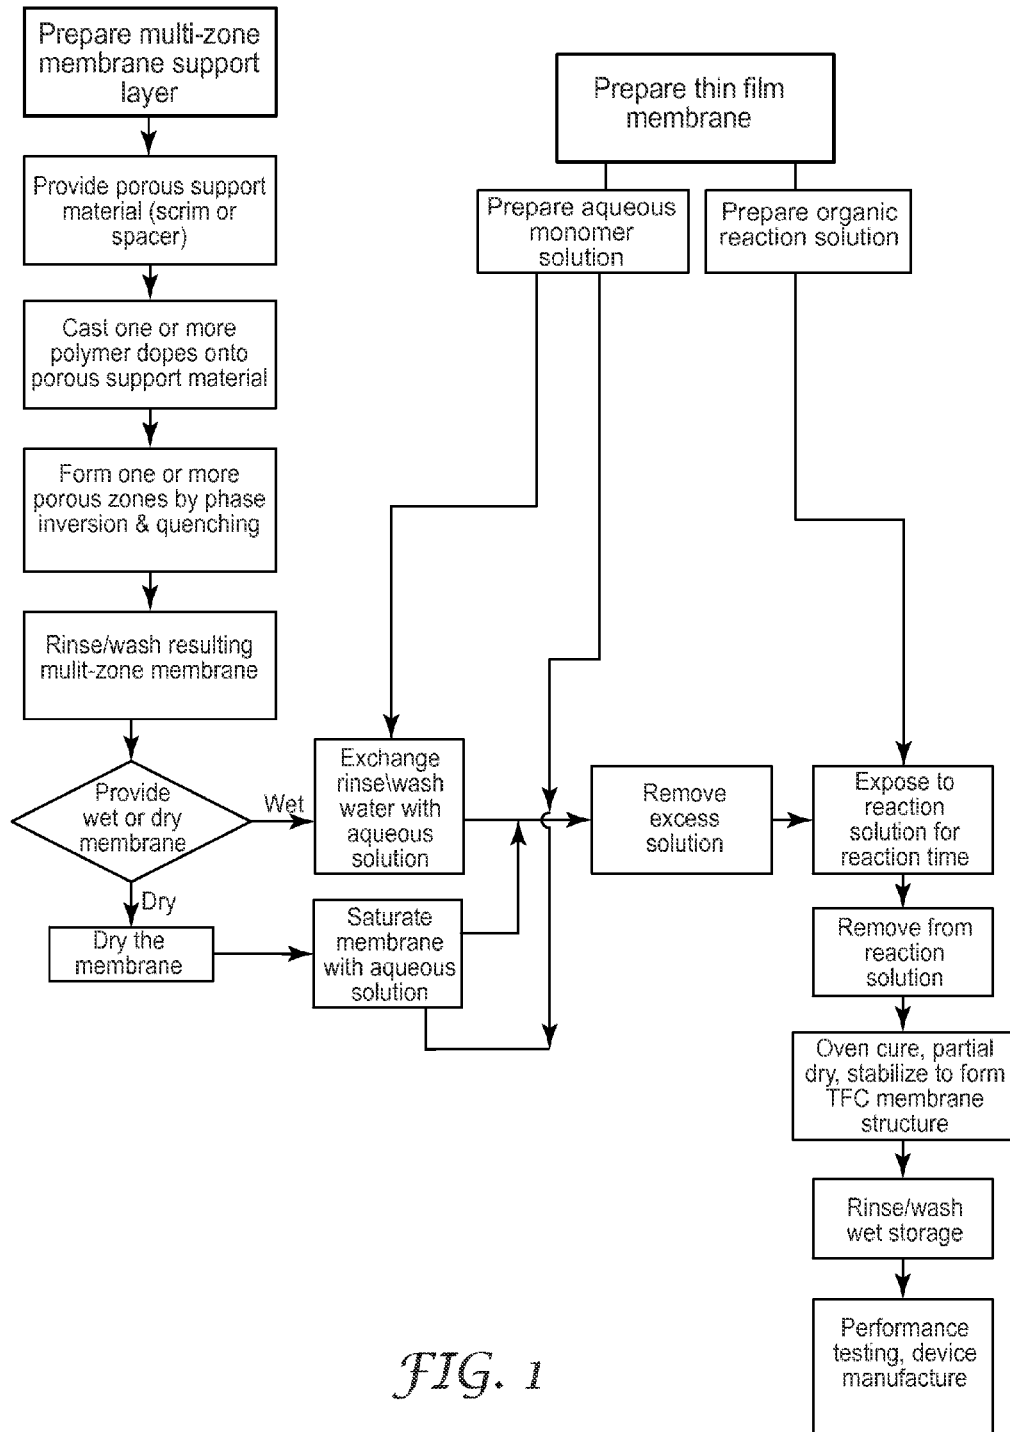 Prepare multi-zone
membrane support
layer
Provide porous support
material (scrim or
spacer)
Cast one or more
polymer dopes onto
porous support material
Form one or more
porous zones by phase
inversion & quenching
Rinse/wash resulting
mulit-zone membrane
Provide
wet or dry
membrane
Wet
Dry
Dry the
membrane
Prepare thin film
membrane
Prepare aqueous
monomer
solution
Prepare organic
reaction solution
Exchange
rinse\wash
water with
aqueous
solution
Saturate
membrane
with aqueous
solution
Remove
excess
solution
Expose to
reaction
solution for
reaction time
Remove from
reaction
solution
Oven cure, partial
dry, stabilize to form
TFC membrane
structure
Rinse/wash
wet storage
Performance
testing, device
manufacture
FIG. 1